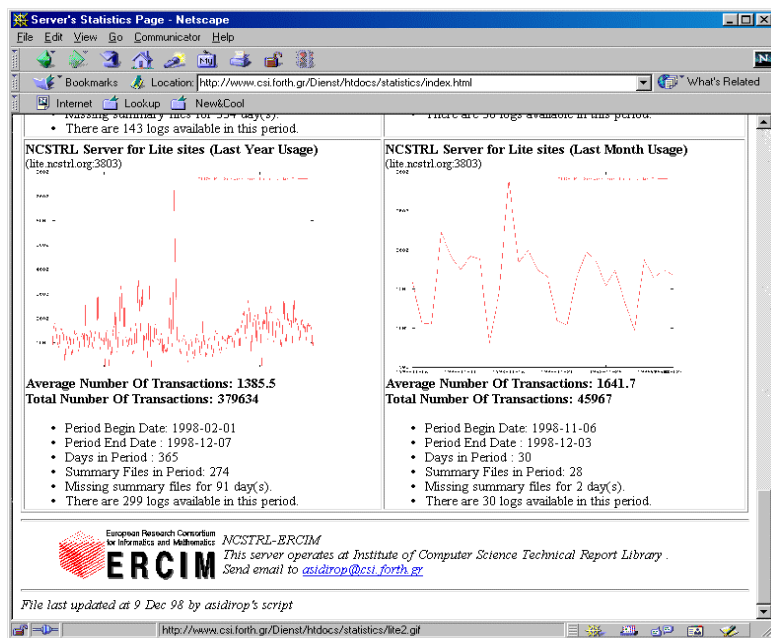 Server's Statistics Page - Netscape
File Edit View Go Communicator Help
My
N
Bookmarks Location: http://www.csi.forth.gr/Dienst/htdocs/statistics/index.html What's Related
Internet Lookup New&Cool
Missing summary files for 334 day(s).
• There are 143 logs available in this period.
NCSTRL Server for Lite sites (Last Year Usage)
(lite.ncstrl.org:3803)
Average Number Of Transactions: 1385.5
Total Number Of Transactions: 379634
• Period Begin Date: 1998-02-01
• Period End Date : 1998-12-07
• Days in Period : 365
• Summary Files in Period: 274
• Missing summary files for 91 day(s).
• There are 299 logs available in this period.
NCSTRL Server for Lite sites (Last Month Usage)
(lite.ncstrl.org:3803)
Average Number Of Transactions: 1641.7
Total Number Of Transactions: 45967
• Period Begin Date: 1998-11-06
• Period End Date : 1998-12-03
• Days in Period : 30
• Summary Files in Period: 28
• Missing summary files for 2 day(s).
• There are 30 logs available in this period.
European Research Consortium
for Informatics and Mathematics
ERCIM
NCSTRL-ERCIM
This server operates at Institute of Computer Science Technical Report Library .
Send email to asidirop@csi.forth.gr
File last updated at 9 Dec 98 by asidirop's script
http://www.csi.forth.gr/Dienst/htdocs/statistics/lite2.gif